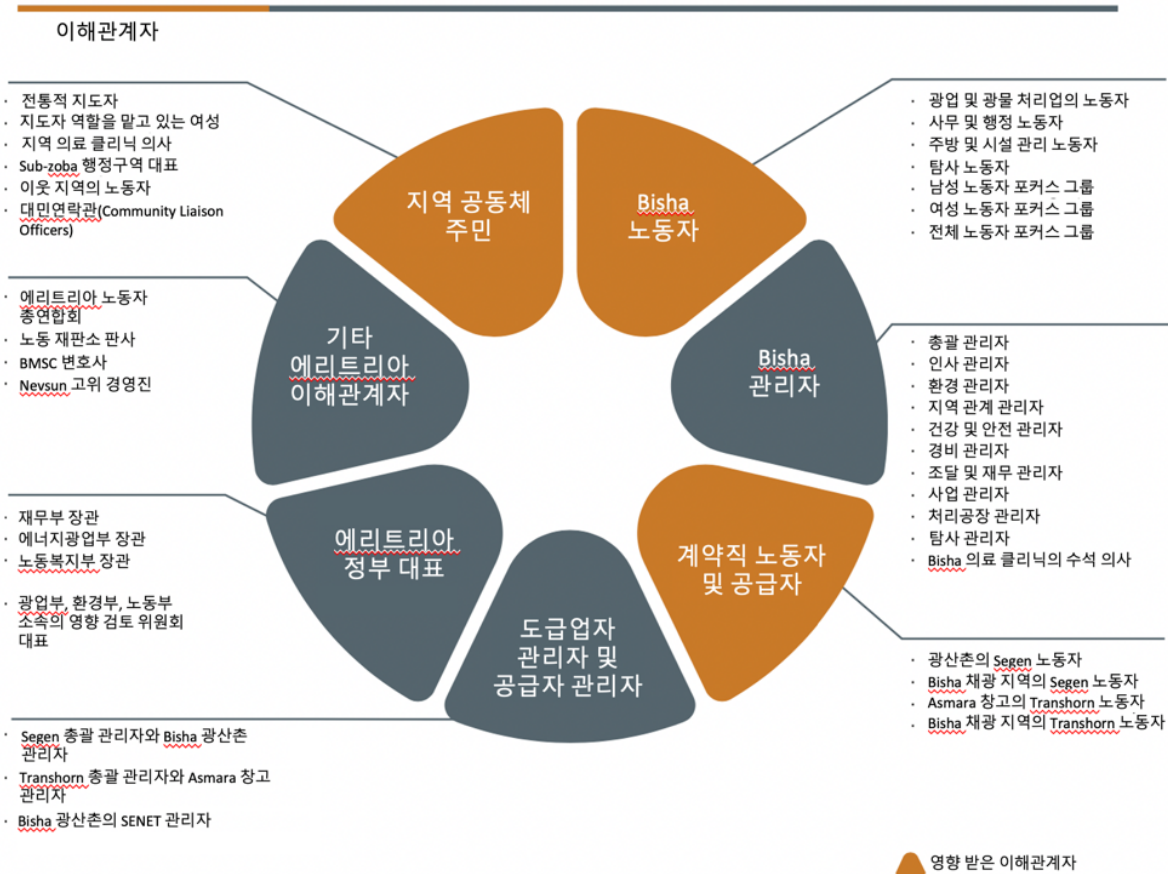 이해관계자
· 전통적 지도자
· 지도자 역할을 맡고 있는 여성
· 지역 의료 클리닉 의사
· Sub-zoba 행정구역 대표
· 이웃 지역의 노동자
· 대민연락관(Community Liaison
Officers)
지역 공동체
주민
Bisha
노동자
· 광업 및 광물 처리업의 노동자
· 사무 및 행정 노동자
· 주방 및 시설 관리 노동자
· 탐사 노동자
· 남성 노동자 포커스 그룹
· 여성 노동자 포커스 그룹
· 전체 노동자 포커스 그룹
· 에리트리아 노동자
총연합회
· 노동 재판소 판사
· BMSC 변호사
· Nevsun 고위 경영진
기타
에리트리아
이해관계자
Bisha
관리자
· 총괄 관리자
· 인사 관리자
· 환경 관리자
· 지역 관계 관리자
· 건강 및 안전 관리자
· 경비 관리자
· 조달 및 재무 관리자
· 사업 관리자
· 처리공장 관리자
· 탐사 관리자
· Bisha 의료 클리닉의 수석 의사
· 재무부 장관
· 에너지광업부 장관
· 노동복지부 장관
· 광업부, 환경부, 노동부
소속의 영향 검토 위원회
대표
에리트리아
정부 대표
계약직 노동자
및 공급자
도급업자
관리자 및
공급자 관리자
· 광산촌의 Segen 노동자
· Bisha 채광 지역의 Segen 노동자
· Asmara 창고의 Transhorn 노동자
· Bisha 채광 지역의 Transhorn 노동자
· Segen 총괄 관리자와 Bisha 광산촌
관리자
· Transhorn 총괄 관리자와 Asmara 창고
관리자
· Bisha 광산촌의 SENET 관리자
영향 받은 이해관계자